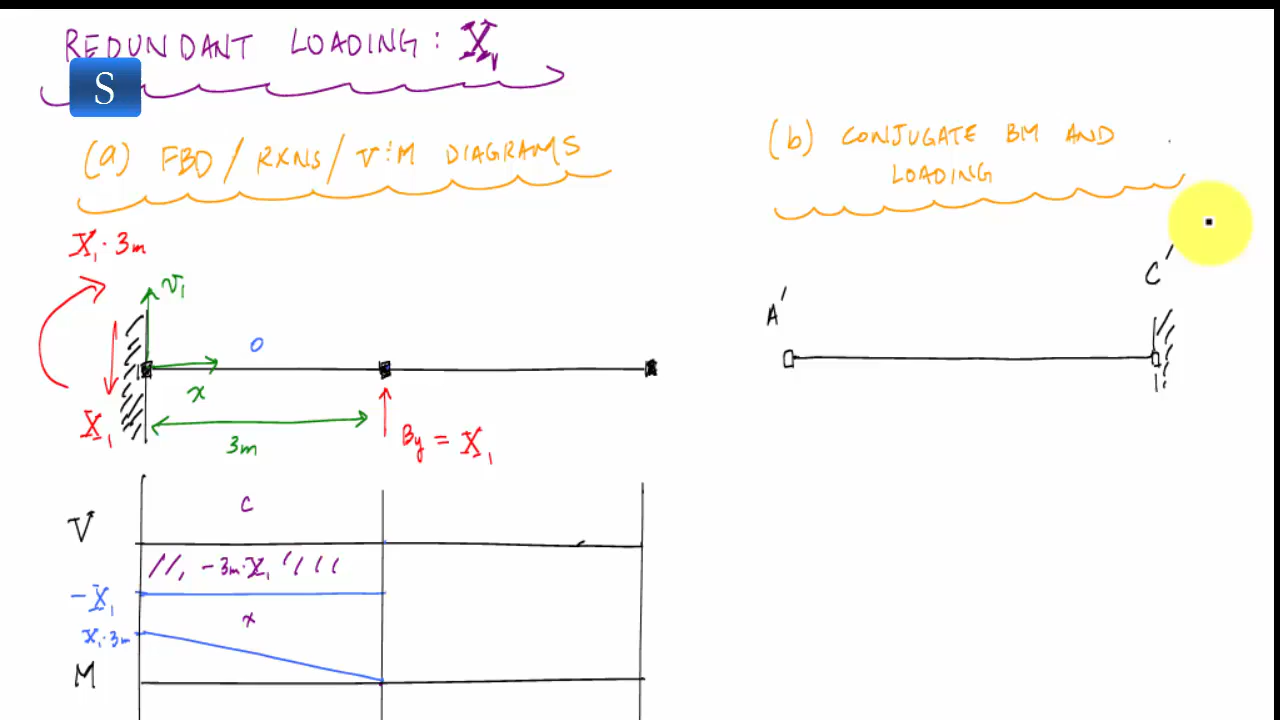 REDUNDANT LOADING: X₁
S
(a) FBD / RXNS / V:M DIAGRAMS
X₁·3m
v₁
0
x
X₁
3m
By = X₁
V
C
-3m·X₁
-X₁
x
X₁·3m
M
(b) CONJUGATE BM AND
LOADING
A'
C'